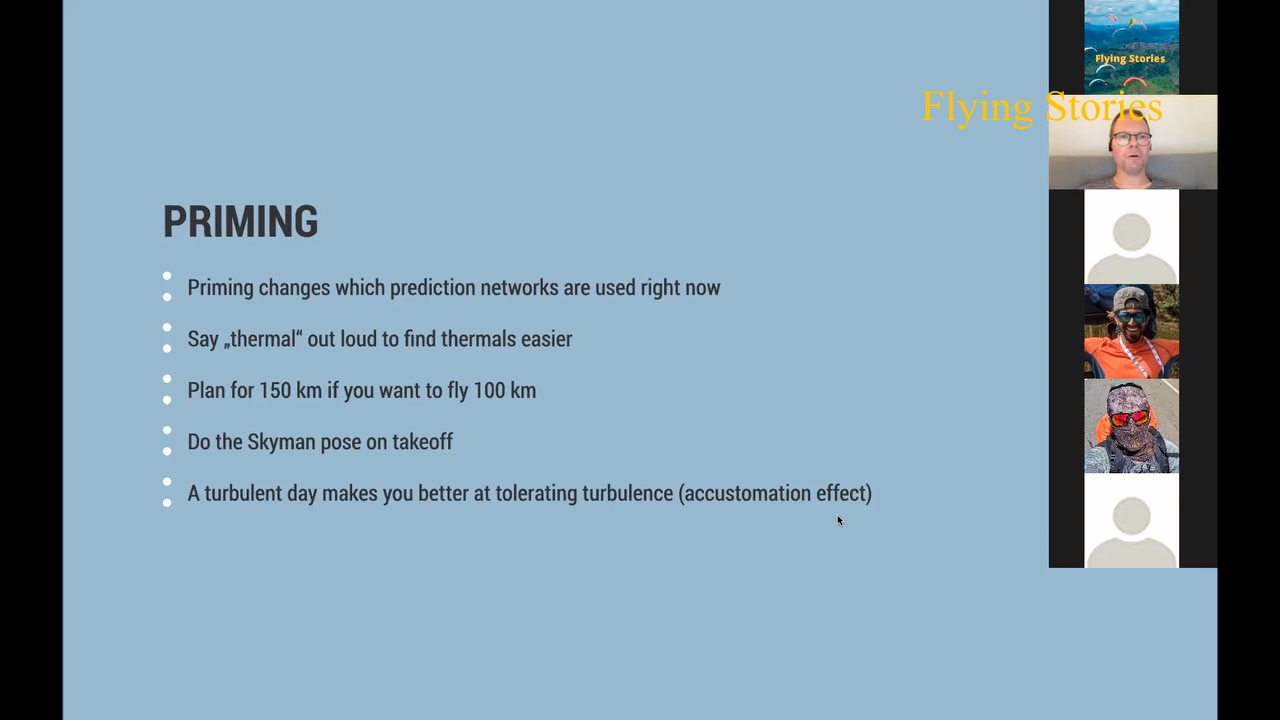 Flying Stories
Flying Stories
PRIMING
Priming changes which prediction networks are used right now
Say „thermal“ out loud to find thermals easier
Plan for 150 km if you want to fly 100 km
Do the Skyman pose on takeoff
A turbulent day makes you better at tolerating turbulence (accustomation effect)